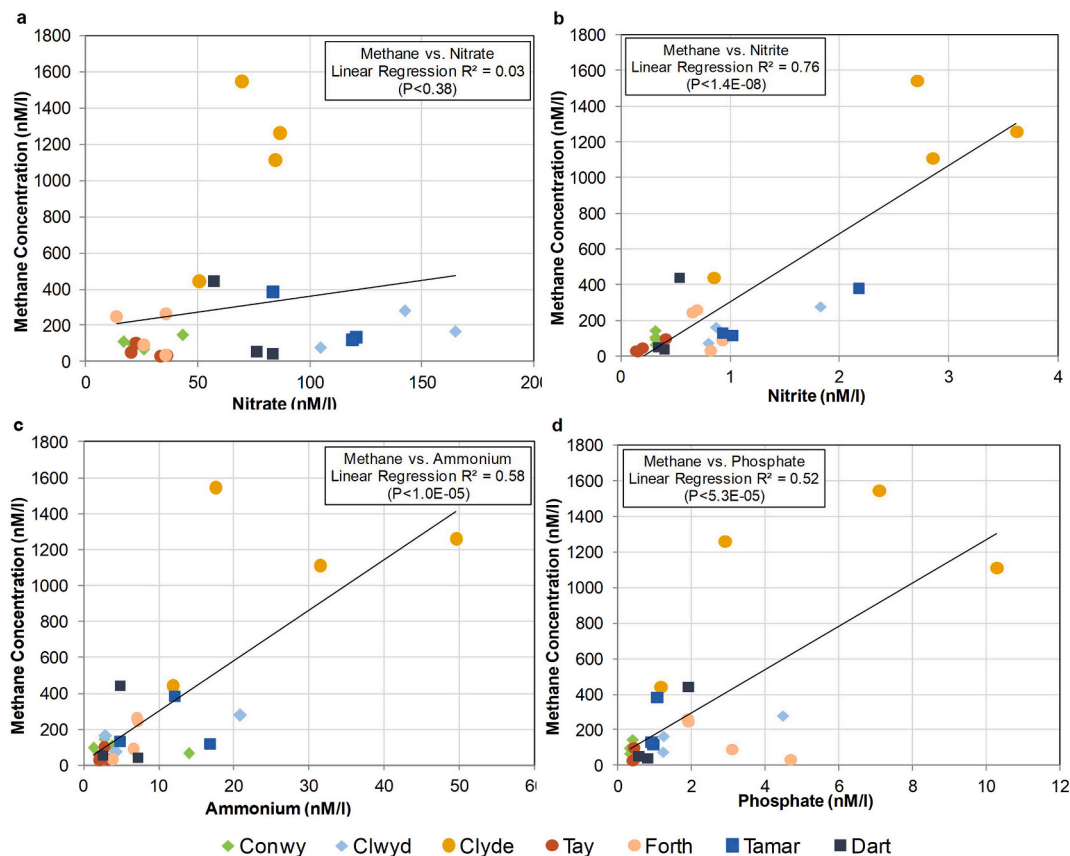 a
Methane vs. Nitrate
Linear Regression R² = 0.03
(P<0.38)
Methane Concentration (nM/l)
1800
1600
1400
1200
1000
800
600
400
200
0
0 50 100 150 200
Nitrate (nM/l)
b
Methane vs. Nitrite
Linear Regression R² = 0.76
(P<1.4E-08)
Methane Concentration (nM/l)
1800
1600
1400
1200
1000
800
600
400
200
0
0 1 2 3 4
Nitrite (nM/l)
c
Methane vs. Ammonium
Linear Regression R² = 0.58
(P<1.0E-05)
Methane Concentration (nM/l)
1800
1600
1400
1200
1000
800
600
400
200
0
0 10 20 30 40 50 60
Ammonium (nM/l)
d
Methane vs. Phosphate
Linear Regression R² = 0.52
(P<5.3E-05)
Methane Concentration (nM/l)
1800
1600
1400
1200
1000
800
600
400
200
0
0 2 4 6 8 10 12
Phosphate (nM/l)
Conwy Clwyd Clyde Tay Forth Tamar Dart